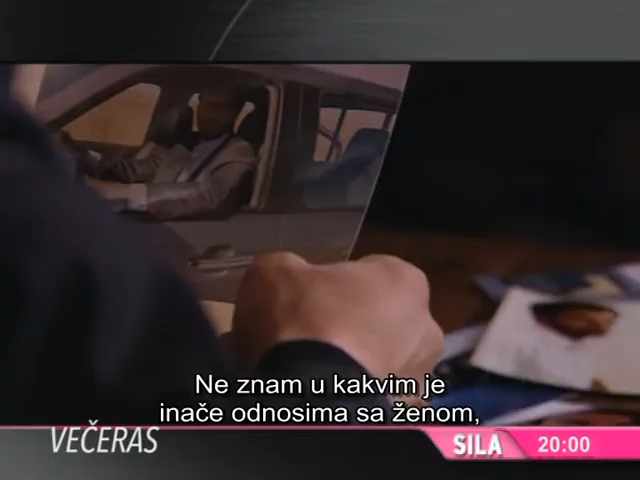 Ne znam u kakvim je
inače odnosima sa ženom,
VEČERAS
SILA
20:00